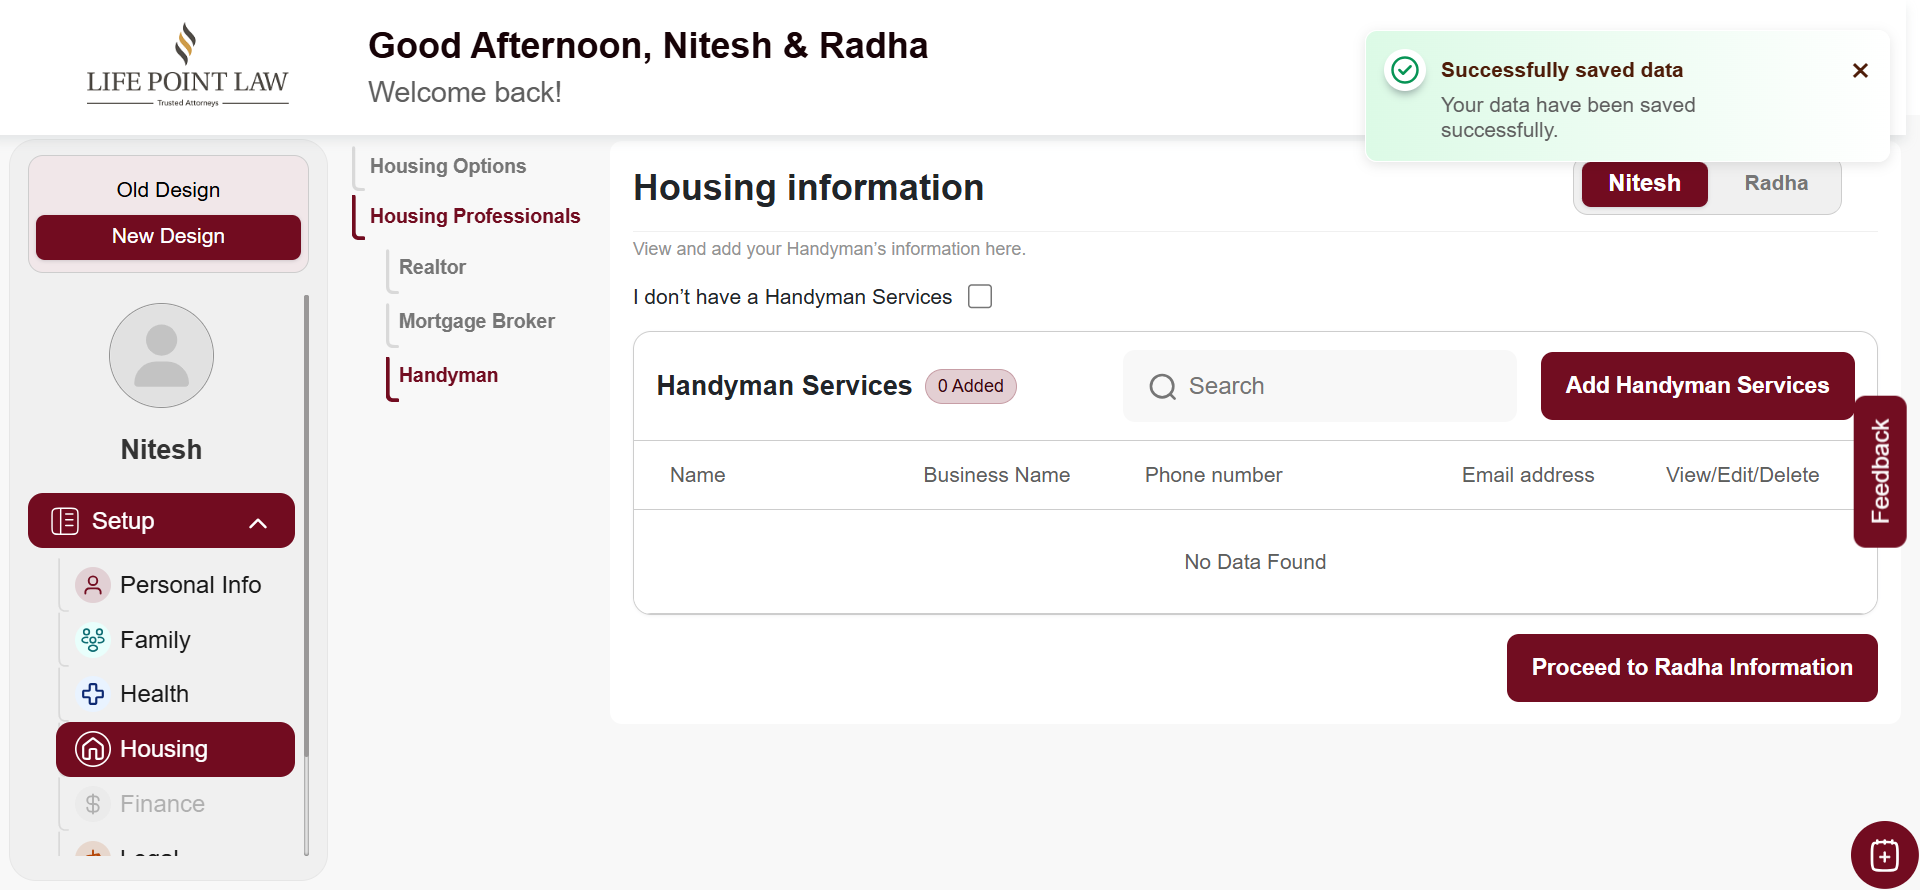 LIFE POINT LAW
Trusted Attorneys
Good Afternoon, Nitesh & Radha
Welcome back!
Successfully saved data
Your data have been saved
successfully.
Old Design
New Design
Nitesh
Setup
Personal Info
Family
Health
Housing
Finance
Legal
Housing Options
Housing Professionals
Realtor
Mortgage Broker
Handyman
Housing information
Nitesh
Radha
View and add your Handyman’s information here.
I don’t have a Handyman Services
Handyman Services
0 Added
Search
Add Handyman Services
Name
Business Name
Phone number
Email address
View/Edit/Delete
No Data Found
Proceed to Radha Information
Feedback